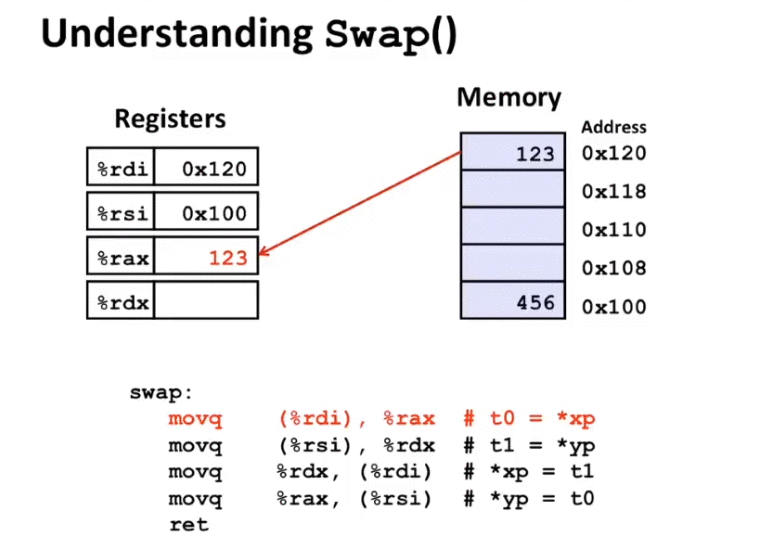 Understanding Swap()
Registers
%rdi 0x120
%rsi 0x100
%rax 123
%rdx
Memory
Address
123 0x120
0x118
0x110
0x108
456 0x100
swap:
movq (%rdi), %rax # t0 = *xp
movq (%rsi), %rdx # t1 = *yp
movq %rdx, (%rdi) # *xp = t1
movq %rax, (%rsi) # *yp = t0
ret